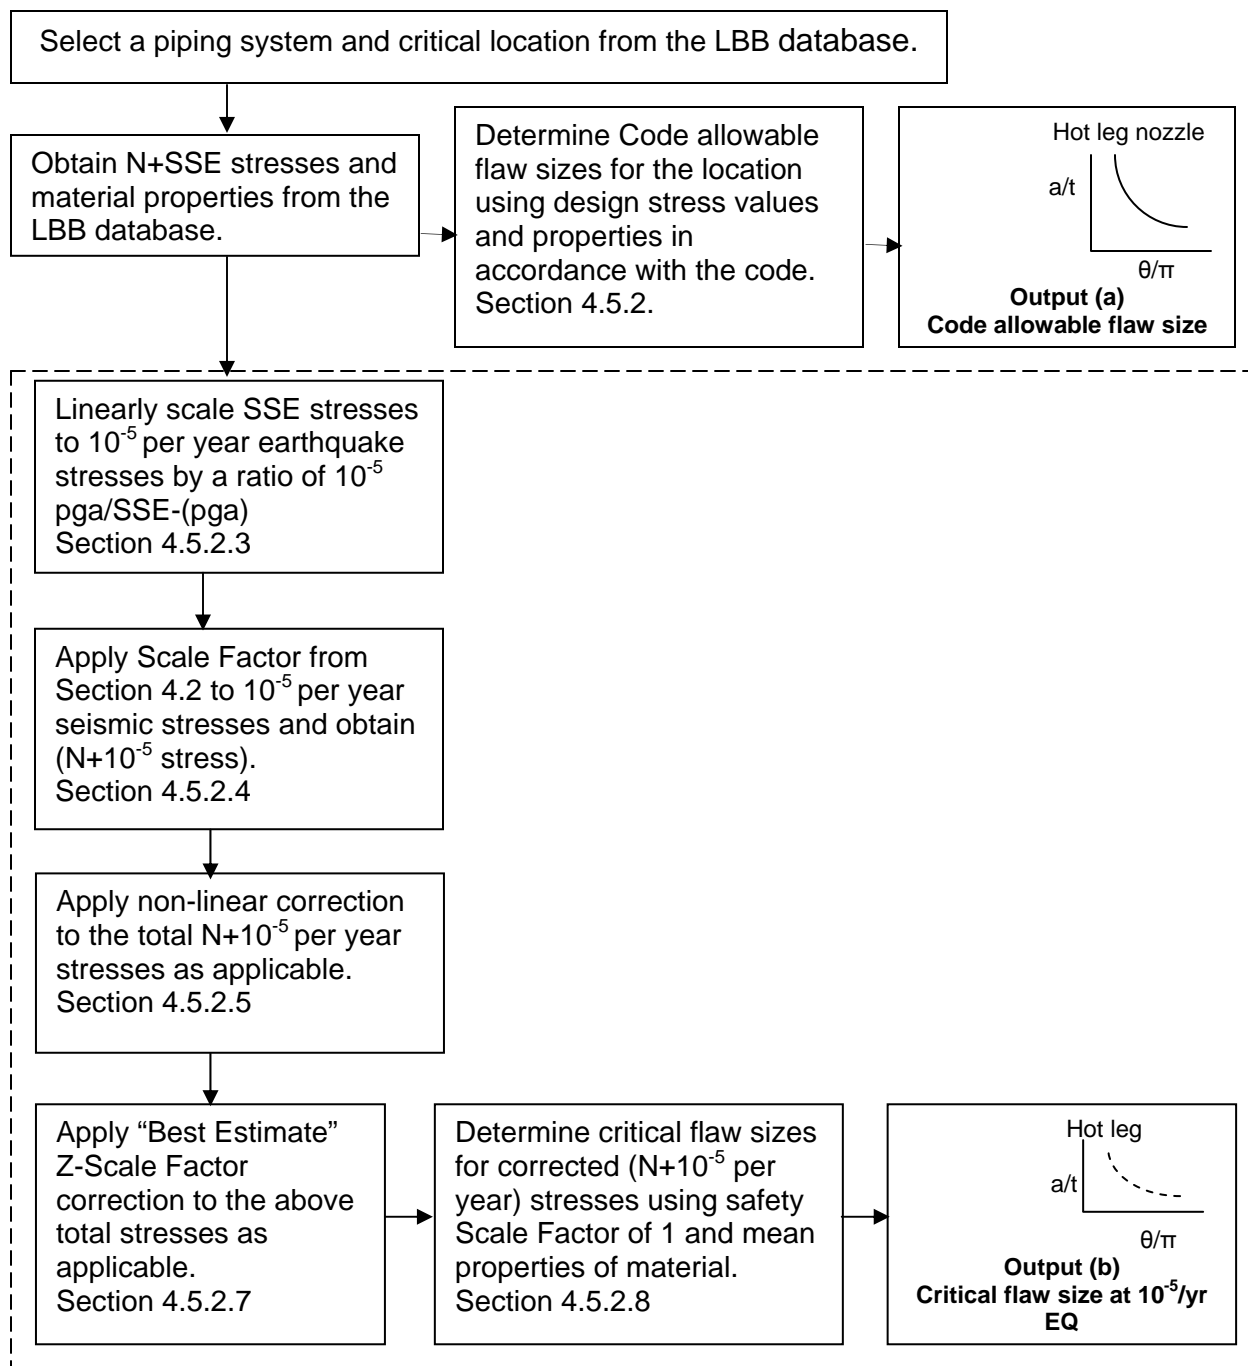 Select a piping system and critical location from the LBB database.
Obtain N+SSE stresses and
material properties from the
LBB database.
Determine Code allowable
flaw sizes for the location
using design stress values
and properties in
accordance with the code.
Section 4.5.2.
Hot leg nozzle
a/t
θ/π
Output (a)
Code allowable flaw size
Linearly scale SSE stresses
to 10⁻⁵ per year earthquake
stresses by a ratio of 10⁻⁵
pga/SSE-(pga)
Section 4.5.2.3
Apply Scale Factor from
Section 4.2 to 10⁻⁵ per year
seismic stresses and obtain
(N+10⁻⁵ stress).
Section 4.5.2.4
Apply non-linear correction
to the total N+10⁻⁵ per year
stresses as applicable.
Section 4.5.2.5
Apply “Best Estimate”
Z-Scale Factor
correction to the above
total stresses as
applicable.
Section 4.5.2.7
Determine critical flaw sizes
for corrected (N+10⁻⁵ per
year) stresses using safety
Scale Factor of 1 and mean
properties of material.
Section 4.5.2.8
Hot leg
a/t
θ/π
Output (b)
Critical flaw size at 10⁻⁵/yr
EQ